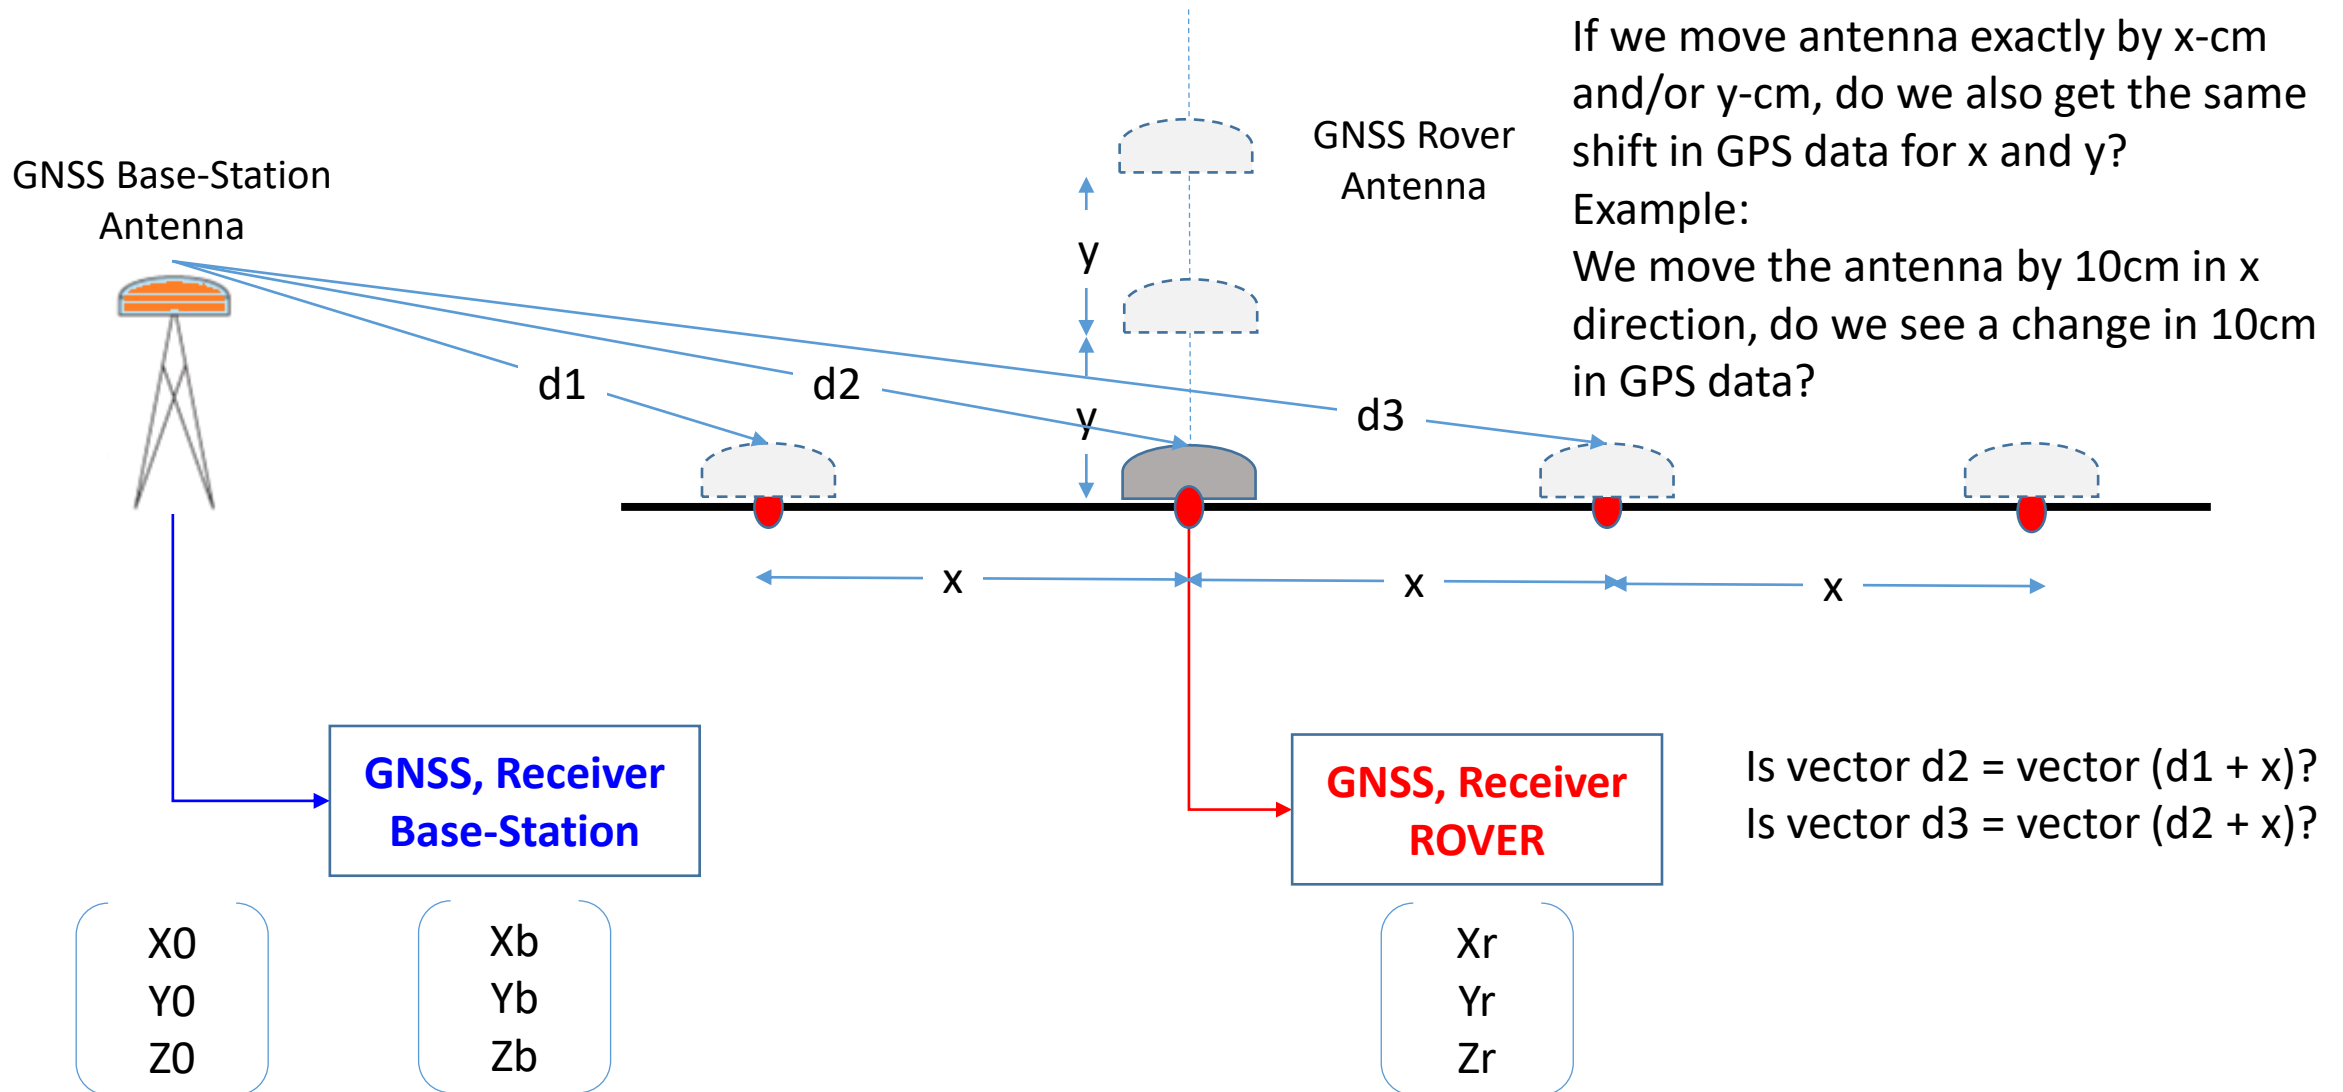 If we move antenna exactly by x-cm
and/or y-cm, do we also get the same
shift in GPS data for x and y?
Example:
We move the antenna by 10cm in x
direction, do we see a change in 10cm
in GPS data?
GNSS Rover
Antenna
GNSS Base-Station
Antenna
y
y
d1
d2
d3
x
x
x
GNSS, Receiver
Base-Station
GNSS, Receiver
ROVER
Is vector d2 = vector (d1 + x)?
Is vector d3 = vector (d2 + x)?
X0
Y0
Z0
Xb
Yb
Zb
Xr
Yr
Zr